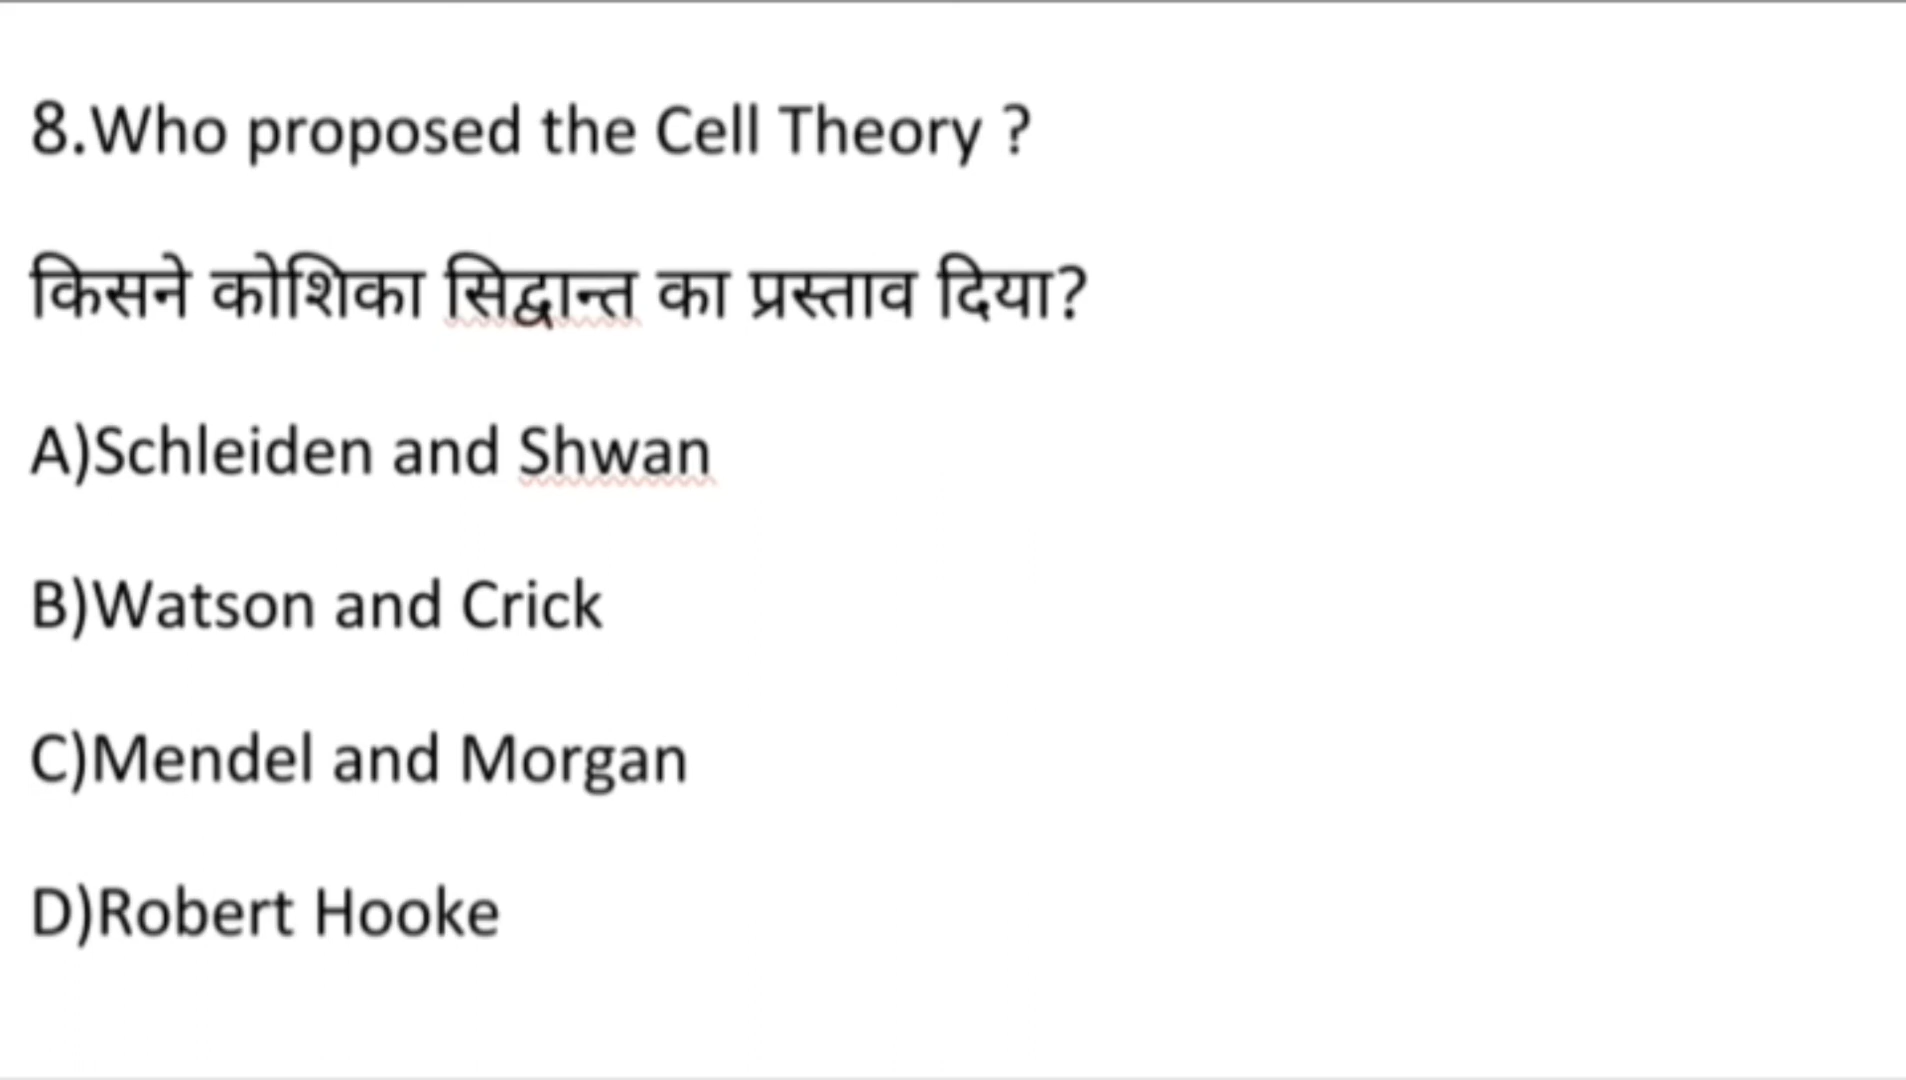 8.Who proposed the Cell Theory ?
किसने कोशिका सिद्वान्त का प्रस्ताव दिया?
A)Schleiden and Shwan
B)Watson and Crick
C)Mendel and Morgan
D)Robert Hooke